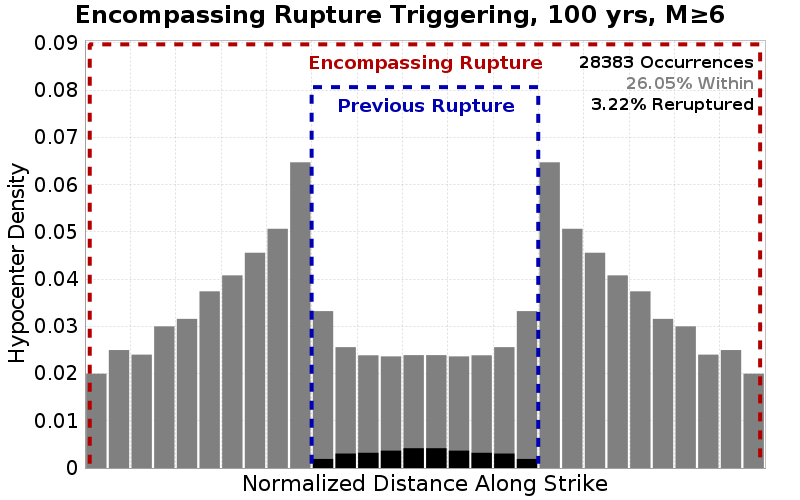 Encompassing Rupture Triggering, 100 yrs, M≥6
0.09
0.08
0.07
0.06
0.05
0.04
0.03
0.02
0.01
0
Hypocenter Density
Encompassing Rupture
Previous Rupture
28383 Occurrences
26.05% Within
3.22% Reruptured
Normalized Distance Along Strike